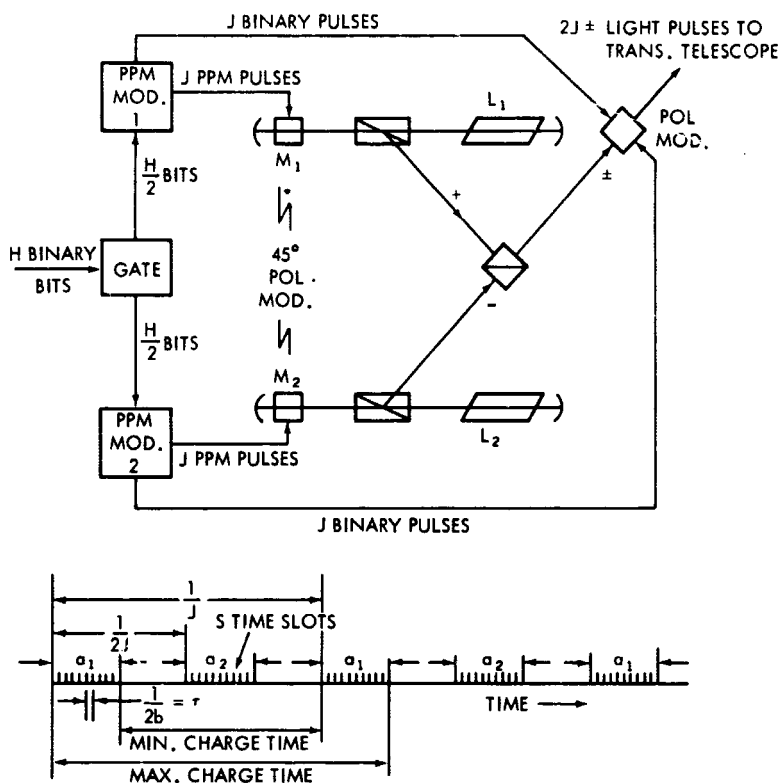 J BINARY PULSES
2J ± LIGHT PULSES TO
TRANS. TELESCOPE
PPM
MOD.
1
J PPM PULSES
L1
POL
MOD.
M1
H/2 BITS
+
±
H BINARY
BITS
GATE
45°
POL.
MOD.
-
H/2 BITS
M2
PPM
MOD.
2
J PPM PULSES
L2
J BINARY PULSES
1/J
S TIME SLOTS
1/2J
a1
a2
a1
a2
a1
1/2b = τ
TIME
MIN. CHARGE TIME
MAX. CHARGE TIME